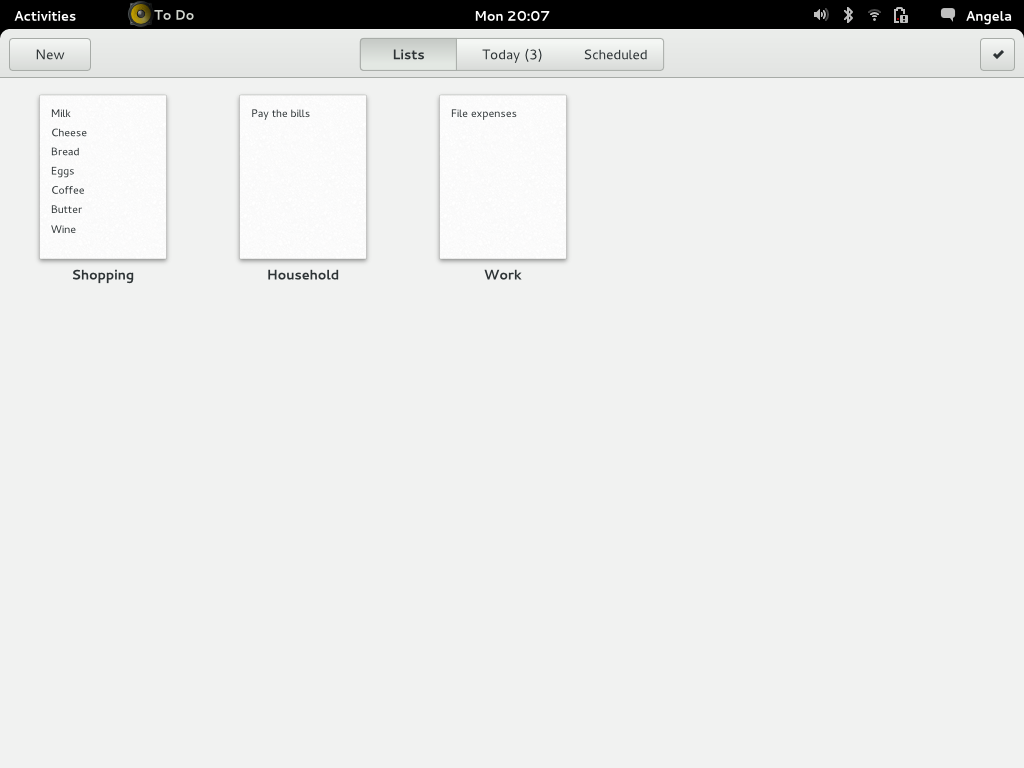 Activities To Do Mon 20:07 Angela
New Lists Today (3) Scheduled
Milk
Cheese
Bread
Eggs
Coffee
Butter
Wine
Shopping
Pay the bills
Household
File expenses
Work